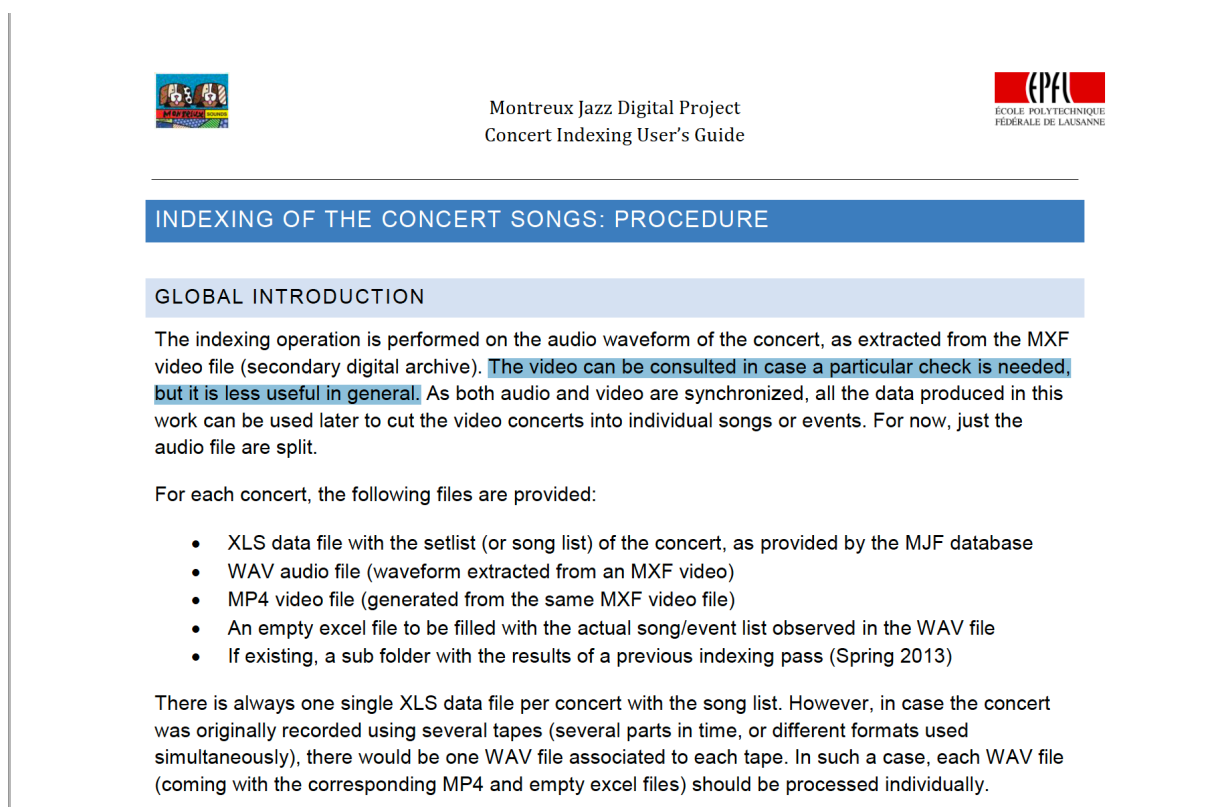 MONTREUX SOUNDS
Montreux Jazz Digital Project
Concert Indexing User's Guide
EPFL
ÉCOLE POLYTECHNIQUE
FÉDÉRALE DE LAUSANNE
INDEXING OF THE CONCERT SONGS: PROCEDURE
GLOBAL INTRODUCTION
The indexing operation is performed on the audio waveform of the concert, as extracted from the MXF
video file (secondary digital archive). The video can be consulted in case a particular check is needed,
but it is less useful in general. As both audio and video are synchronized, all the data produced in this
work can be used later to cut the video concerts into individual songs or events. For now, just the
audio file are split.
For each concert, the following files are provided:
• XLS data file with the setlist (or song list) of the concert, as provided by the MJF database
• WAV audio file (waveform extracted from an MXF video)
• MP4 video file (generated from the same MXF video file)
• An empty excel file to be filled with the actual song/event list observed in the WAV file
• If existing, a sub folder with the results of a previous indexing pass (Spring 2013)
There is always one single XLS data file per concert with the song list. However, in case the concert
was originally recorded using several tapes (several parts in time, or different formats used
simultaneously), there would be one WAV file associated to each tape. In such a case, each WAV file
(coming with the corresponding MP4 and empty excel files) should be processed individually.